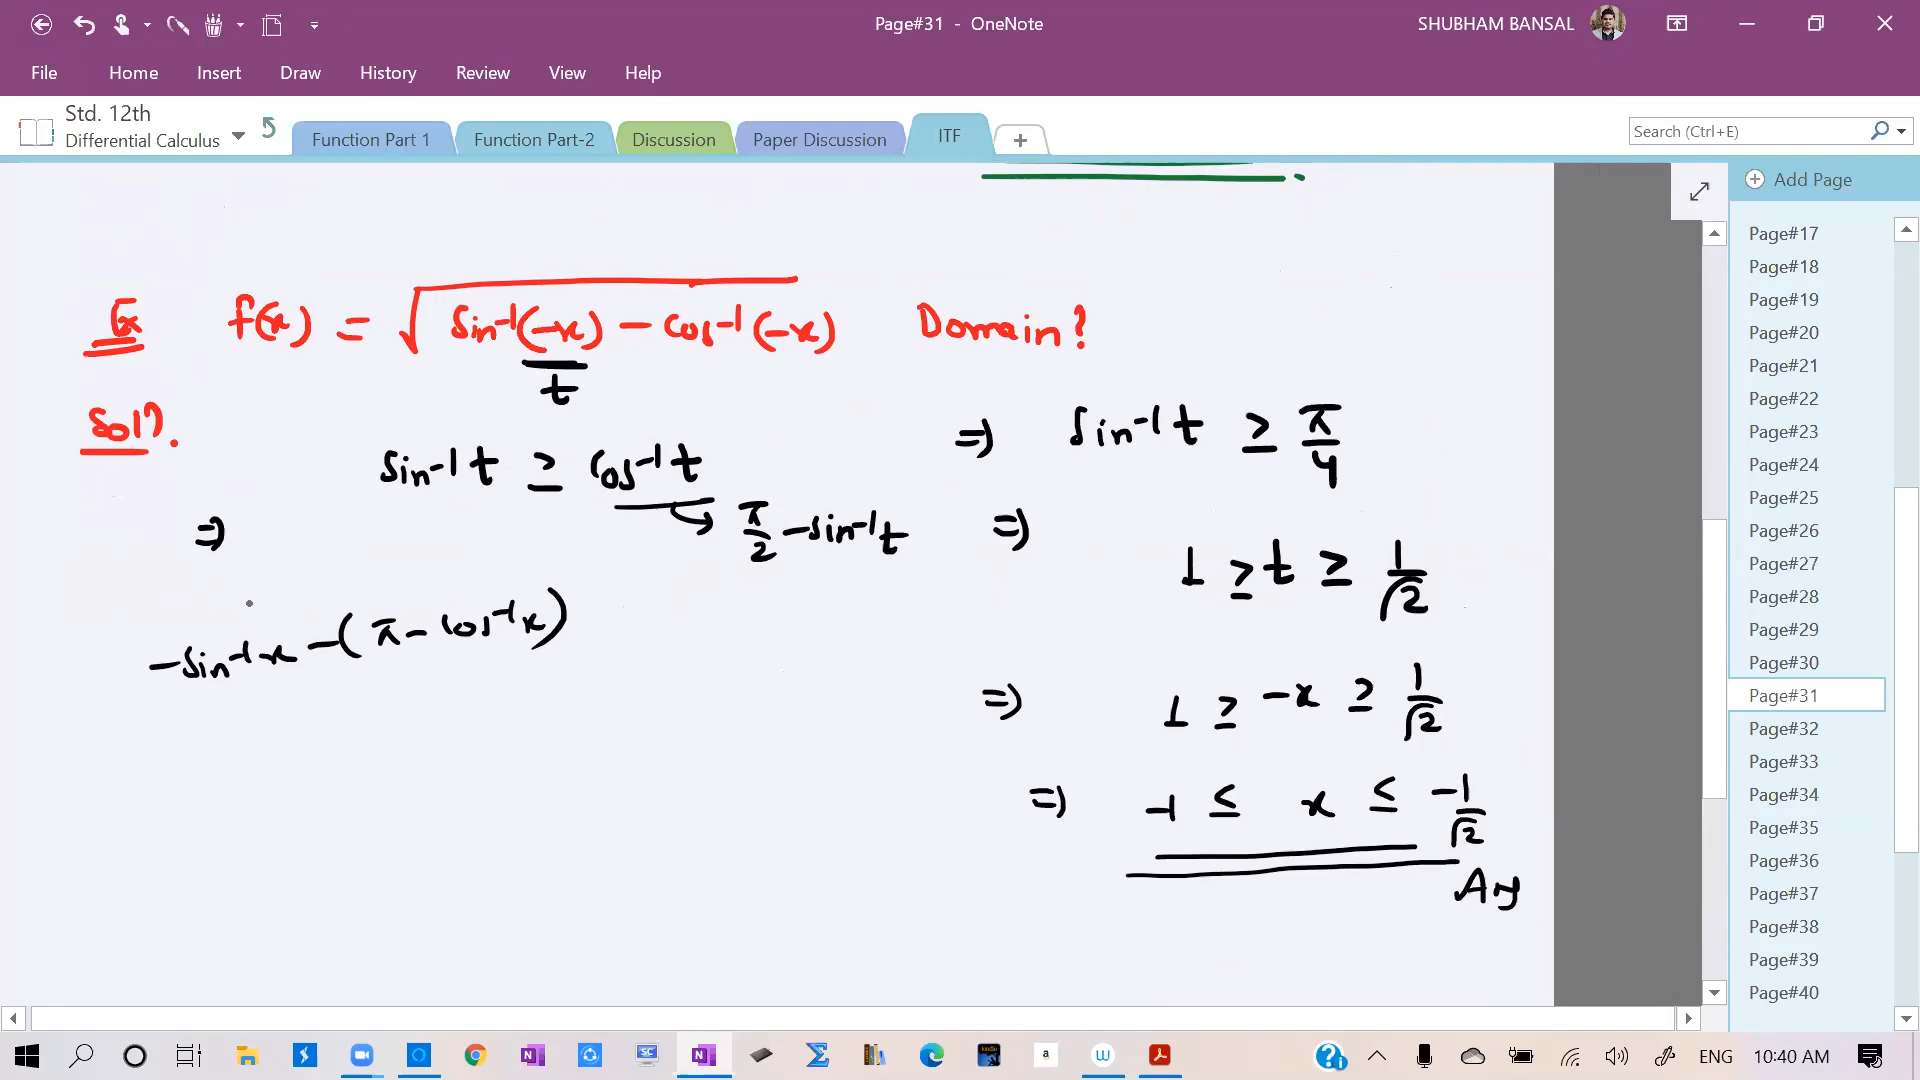 Page#31 - OneNote
SHUBHAM BANSAL
File Home Insert Draw History Review View Help
Std. 12th
Differential Calculus
Function Part 1
Function Part-2
Discussion
Paper Discussion
ITF
Search (Ctrl+E)
Add Page
Ex f(x) = √(sin⁻¹(-x) - cos⁻¹(-x)) Domain?
t
Solⁿ.
sin⁻¹t ≥ cos⁻¹t
π/2 - sin⁻¹t
⇒
-sin⁻¹x - (π - cos⁻¹x)
⇒ sin⁻¹t ≥ π/4
⇒ 1 ≥ t ≥ 1/√2
⇒ 1 ≥ -x ≥ 1/√2
⇒ -1 ≤ x ≤ -1/√2
Ans
Page#17
Page#18
Page#19
Page#20
Page#21
Page#22
Page#23
Page#24
Page#25
Page#26
Page#27
Page#28
Page#29
Page#30
Page#31
Page#32
Page#33
Page#34
Page#35
Page#36
Page#37
Page#38
Page#39
Page#40
ENG
10:40 AM